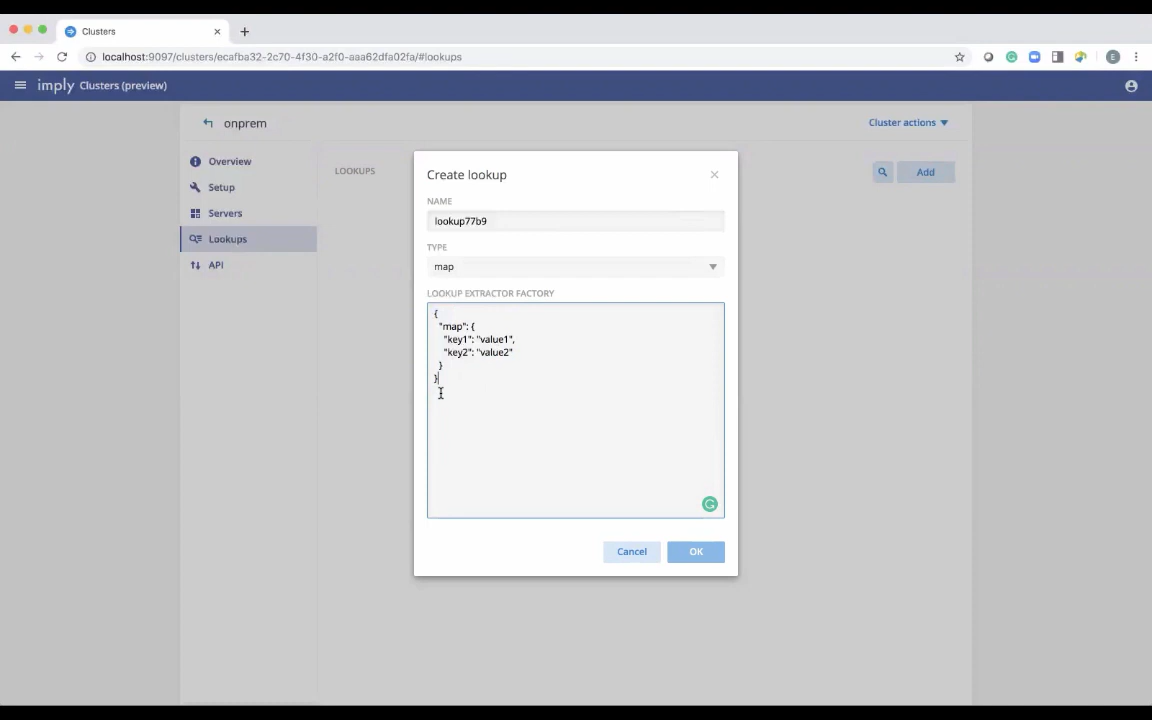 Clusters
localhost:9097/clusters/ecafba32-2c70-4f30-a2f0-aaa62dfa02fa/#lookups
E
imply Clusters (preview)
onprem
Cluster actions
Overview
Setup
Servers
Lookups
API
LOOKUPS
Add
Create lookup
NAME
lookup77b9
TYPE
map
LOOKUP EXTRACTOR FACTORY
{
"map": {
"key1": "value1",
"key2": "value2"
}
}
Cancel
OK